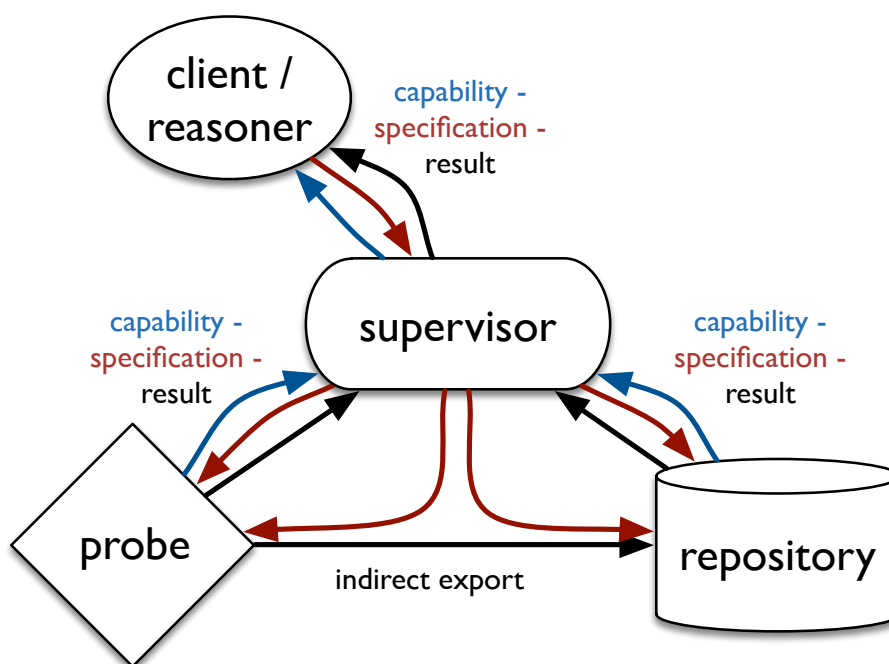 client /
reasoner
capability -
specification -
result
supervisor
capability -
specification -
result
capability -
specification -
result
probe
indirect export
repository